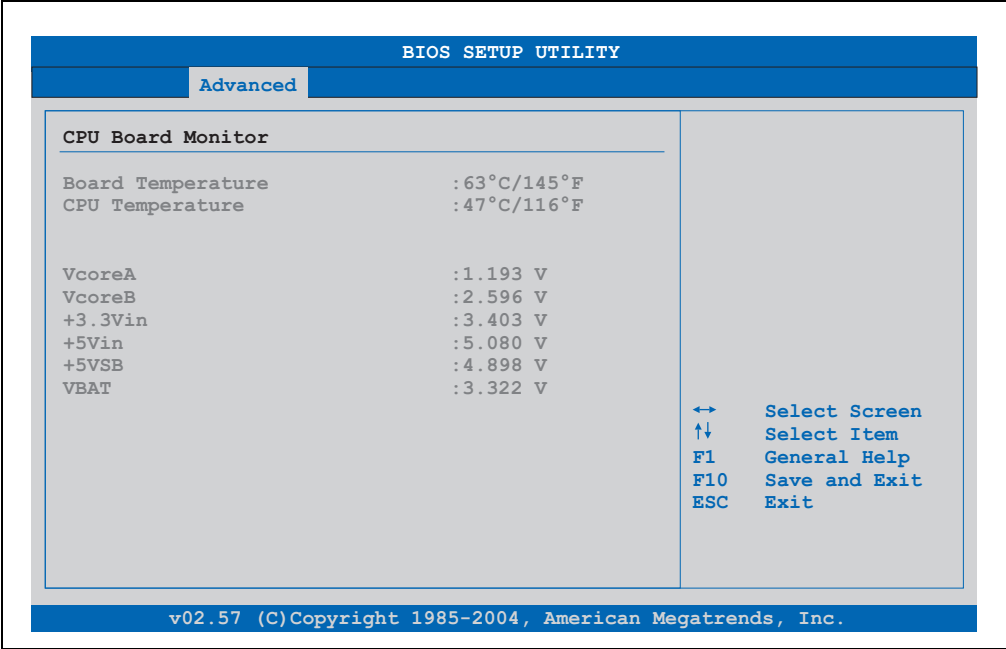 BIOS SETUP UTILITY
Advanced
CPU Board Monitor
Board Temperature :63°C/145°F
CPU Temperature :47°C/116°F
VcoreA :1.193 V
VcoreB :2.596 V
+3.3Vin :3.403 V
+5Vin :5.080 V
+5VSB :4.898 V
VBAT :3.322 V
↔ Select Screen
↑↓ Select Item
F1 General Help
F10 Save and Exit
ESC Exit
v02.57 (C)Copyright 1985-2004, American Megatrends, Inc.